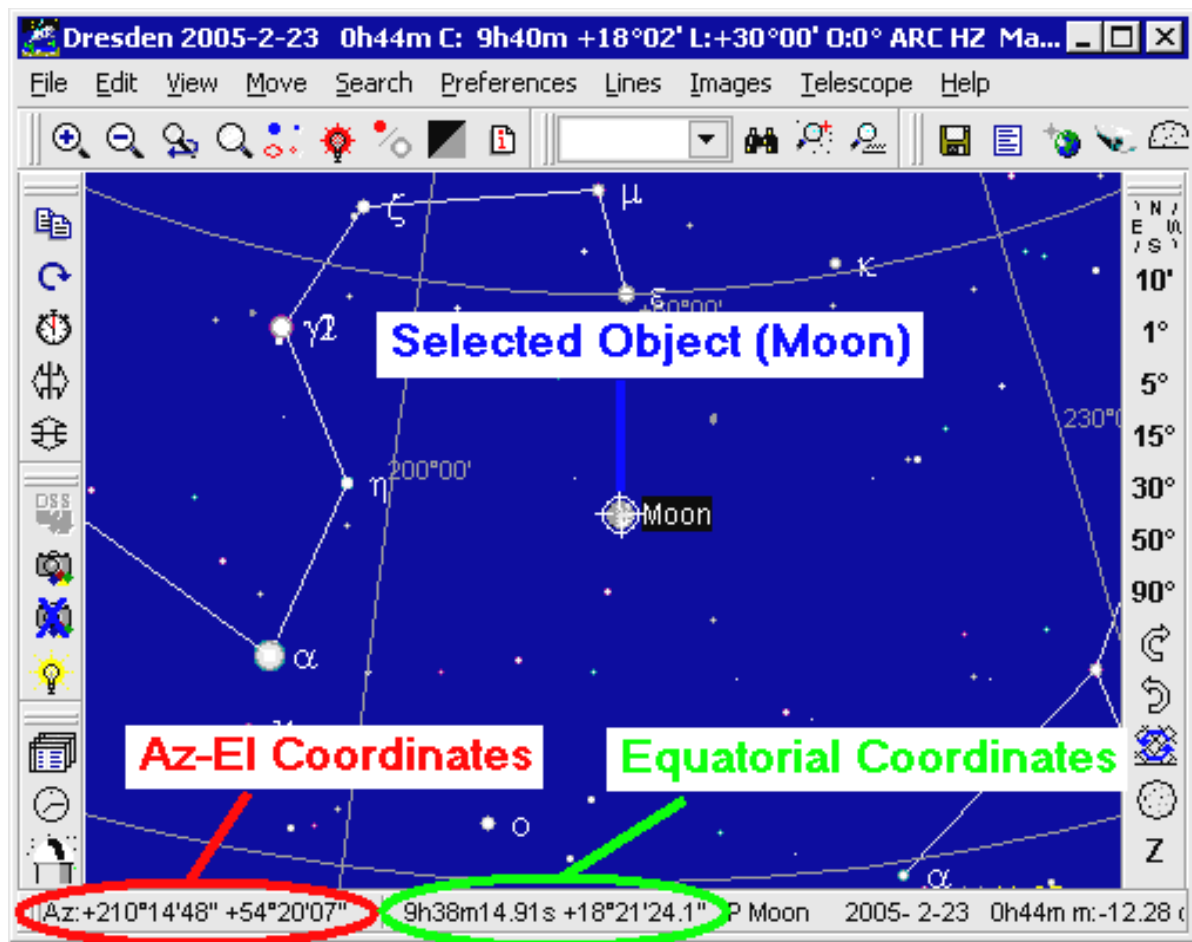 Dresden 2005-2-23 0h44m C: 9h40m +18°02' L:+30°00' O:0° ARC HZ Ma...
File Edit View Move Search Preferences Lines Images Telescope Help
N
E S
S
ζ μ
κ
10'
ε
+60°00'
γ2
Selected Object (Moon)
1°
5°
230°0
15°
200°00'
η
30°
DSS
Moon
50°
90°
α
Az-El Coordinates
Equatorial Coordinates
ο
Z
α
Az:+210°14'48" +54°20'07" 9h38m14.91s +18°21'24.1" P Moon 2005- 2-23 0h44m m:-12.28